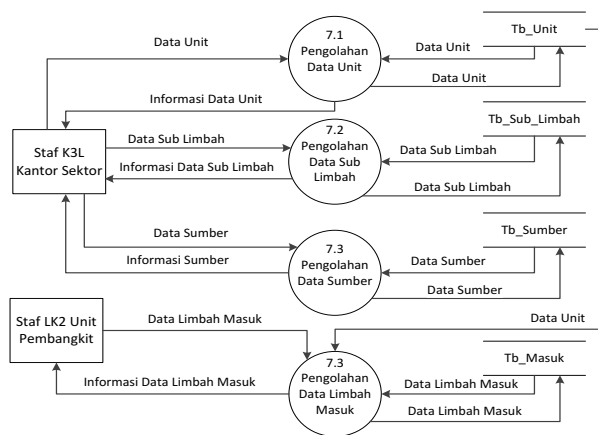 Data Unit
7.1
Pengolahan
Data Unit
Data Unit
Tb_Unit
Data Unit
Informasi Data Unit
Staf K3L
Kantor Sektor
Data Sub Limbah
Informasi Data Sub Limbah
7.2
Pengolahan
Data Sub
Limbah
Tb_Sub_Limbah
Data Sub Limbah
Data Sub Limbah
Data Sumber
Informasi Sumber
7.3
Pengolahan
Data Sumber
Tb_Sumber
Data Sumber
Data Sumber
Staf LK2 Unit
Pembangkit
Data Limbah Masuk
Informasi Data Limbah Masuk
7.3
Pengolahan
Data Limbah
Masuk
Data Unit
Tb_Masuk
Data Limbah Masuk
Data Limbah Masuk